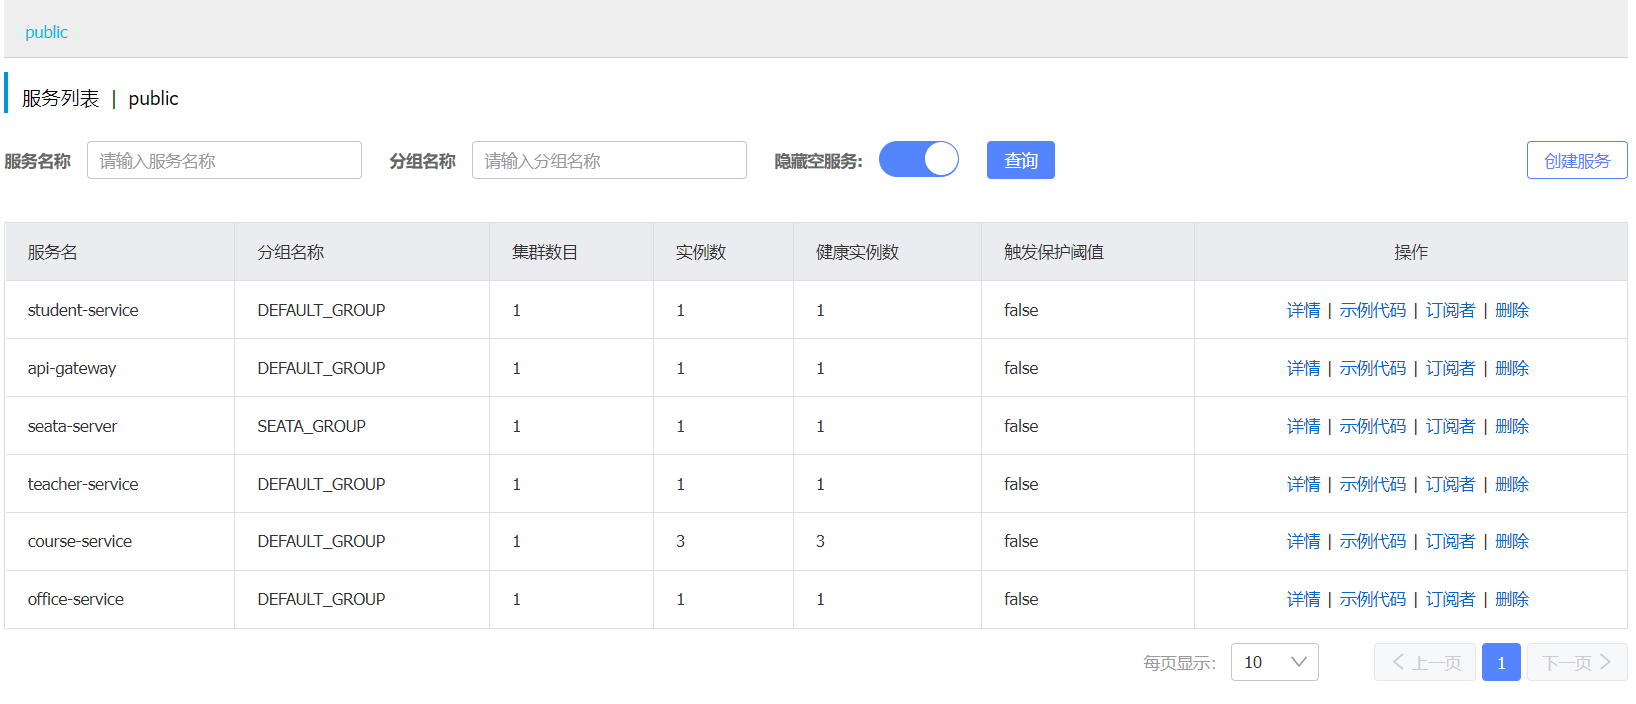 public
服务列表 | public
服务名称 请输入服务名称 分组名称 请输入分组名称 隐藏空服务: 查询 创建服务
服务名 分组名称 集群数目 实例数 健康实例数 触发保护阈值 操作
student-service DEFAULT_GROUP 1 1 1 false 详情 | 示例代码 | 订阅者 | 删除
api-gateway DEFAULT_GROUP 1 1 1 false 详情 | 示例代码 | 订阅者 | 删除
seata-server SEATA_GROUP 1 1 1 false 详情 | 示例代码 | 订阅者 | 删除
teacher-service DEFAULT_GROUP 1 1 1 false 详情 | 示例代码 | 订阅者 | 删除
course-service DEFAULT_GROUP 1 3 3 false 详情 | 示例代码 | 订阅者 | 删除
office-service DEFAULT_GROUP 1 1 1 false 详情 | 示例代码 | 订阅者 | 删除
每页显示: 10 上一页 1 下一页